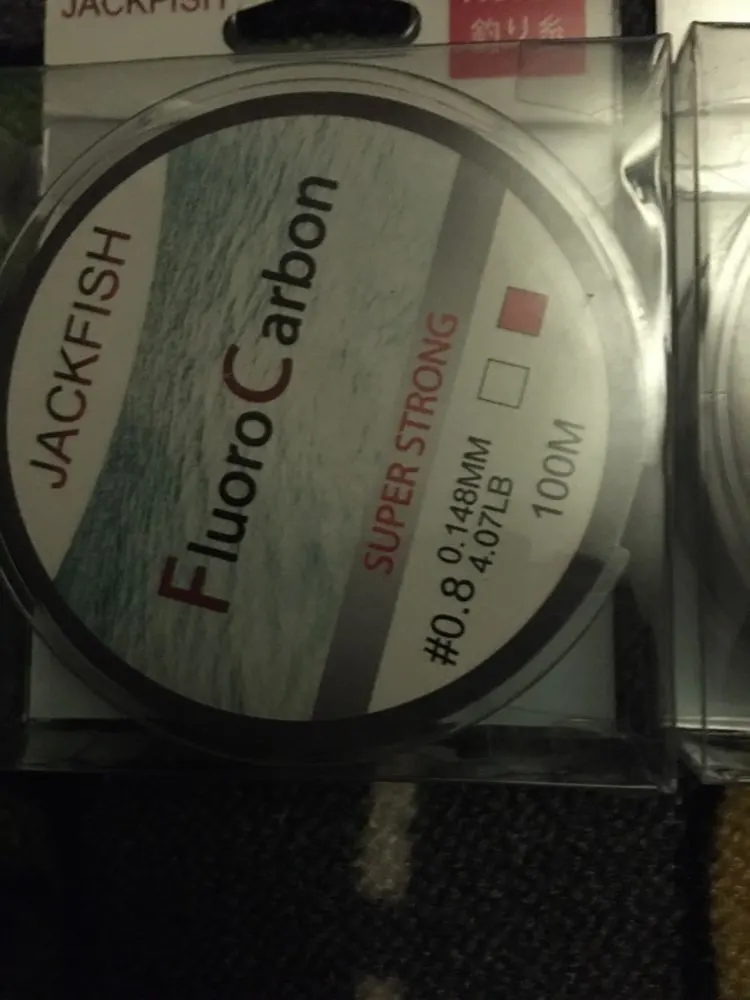 JACKFISH
釣り糸
JACKFISH
FluoroCarbon
SUPER STRONG
#0.8 0.148MM
4.07LB
100M